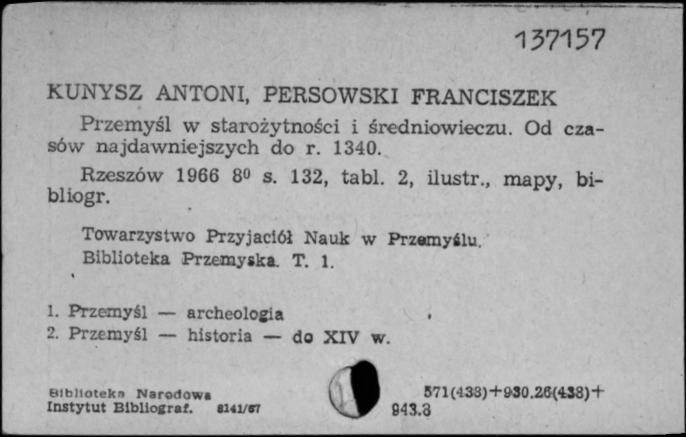 137157
KUNYSZ ANTONI, PERSOWSKI FRANCISZEK
Przemyśl w starożytności i średniowieczu. Od cza-
sów najdawniejszych do r. 1340.
Rzeszów 1966 8⁰ s. 132, tabl. 2, ilustr., mapy, bi-
bliogr.
Towarzystwo Przyjaciół Nauk w Przemyślu.
Biblioteka Przemyska. T. 1.
1. Przemyśl — archeologia
2. Przemyśl — historia — do XIV w.
Biblioteka Narodowa 571(438)+930.26(438)+
Instytut Bibliograf. 8141/67 943.8